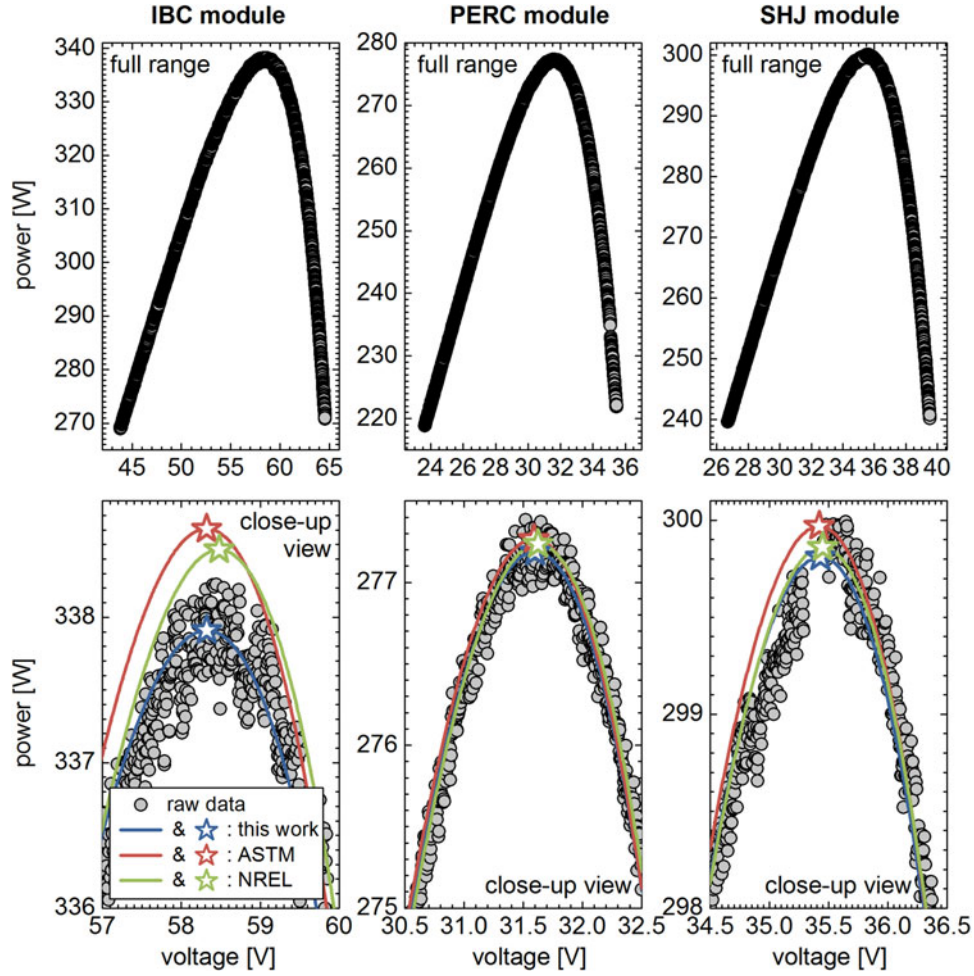 IBC module
PERC module
SHJ module
full range
full range
full range
340
330
320
310
300
290
280
270
280
270
260
250
240
230
220
300
290
280
270
260
250
240
power [W]
45 50 55 60 65
24 26 28 30 32 34 36
26 28 30 32 34 36 38 40
close-up
view
338
337
336
277
276
275
300
299
298
power [W]
raw data
& : this work
& : ASTM
& : NREL
close-up view
close-up view
57 58 59 60
30.5 31.0 31.5 32.0 32.5
34.5 35.0 35.5 36.0 36.5
voltage [V]
voltage [V]
voltage [V]